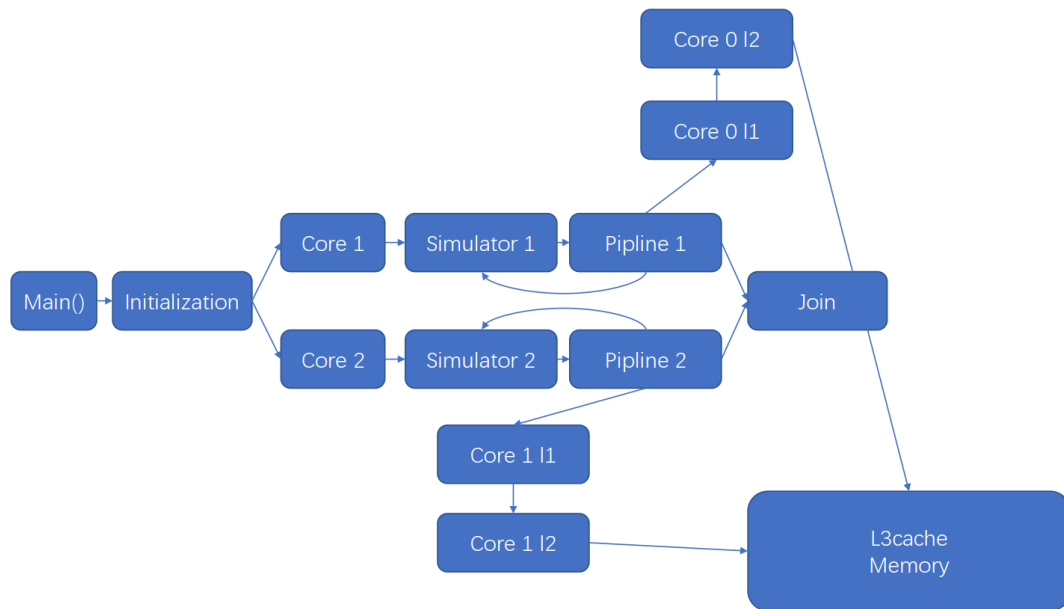 Core 0 l2
Core 0 l1
Core 1
Simulator 1
Pipline 1
Main()
Initialization
Join
Core 2
Simulator 2
Pipline 2
Core 1 l1
Core 1 l2
L3cache
Memory